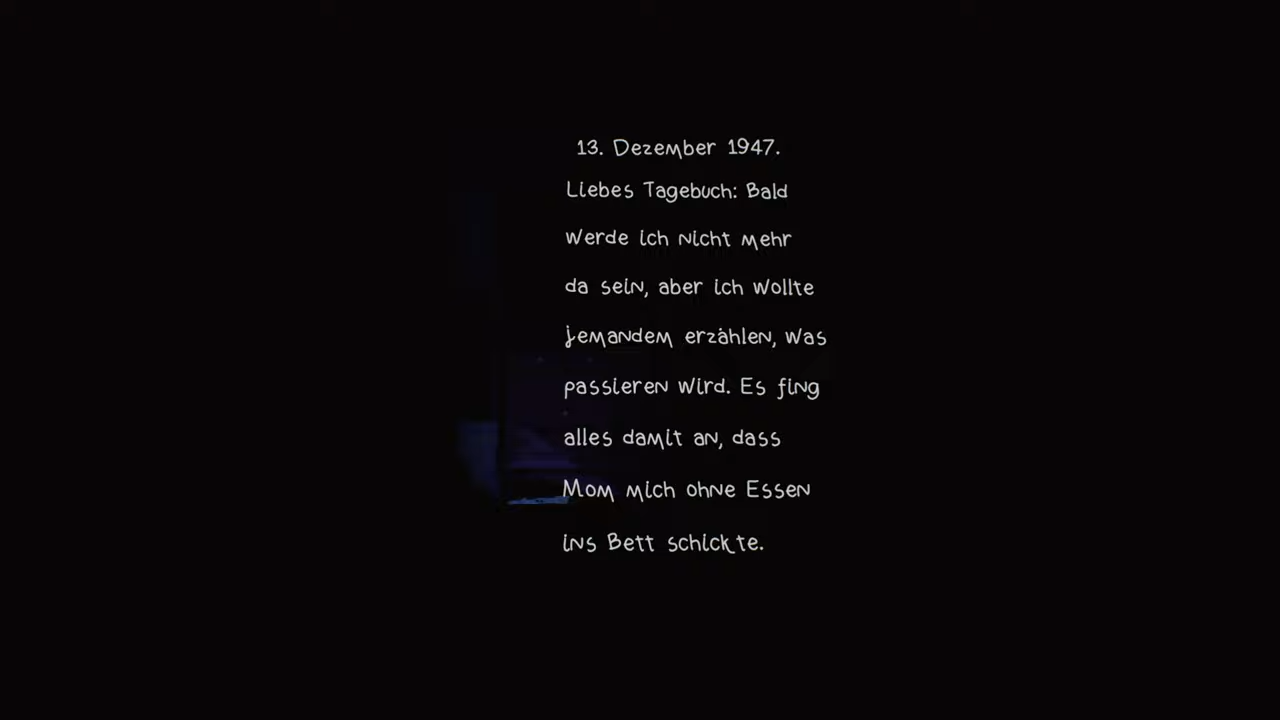 13. Dezember 1947.
Liebes Tagebuch: Bald
werde ich nicht mehr
da sein, aber ich wollte
jemandem erzählen, was
passieren wird. Es fing
alles damit an, dass
Mom mich ohne Essen
ins Bett schickte.